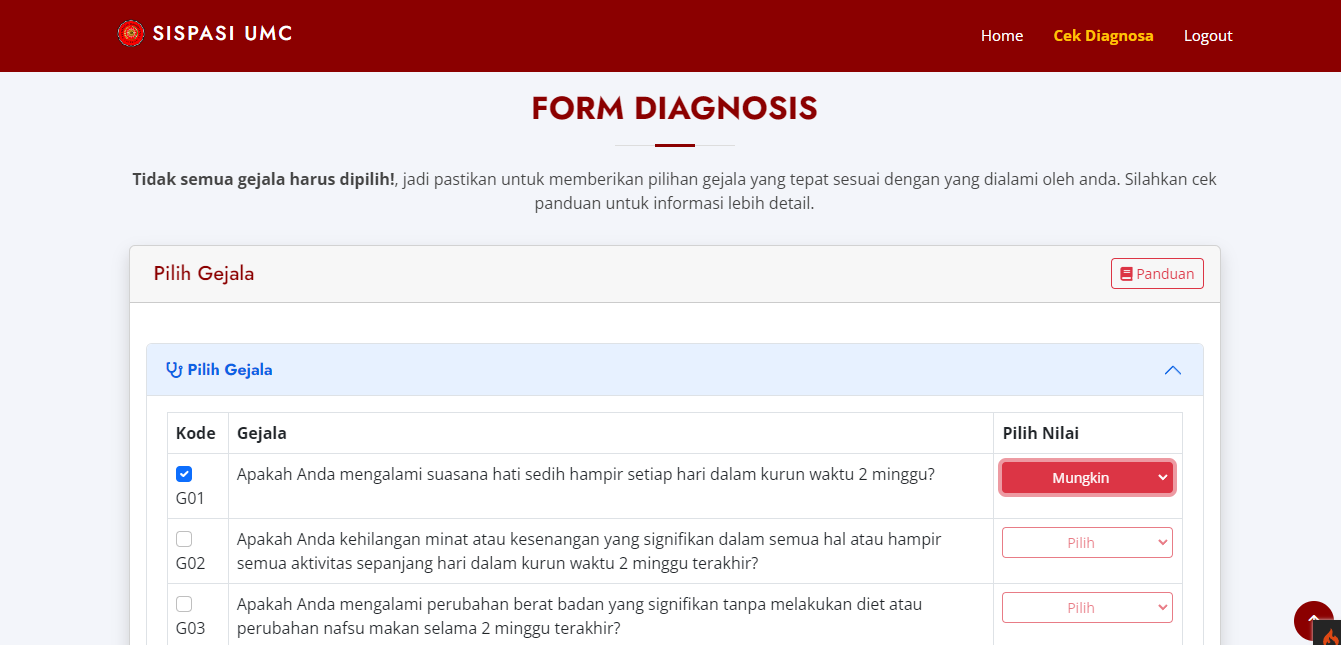 SISPASI UMC
Home
Cek Diagnosa
Logout
FORM DIAGNOSIS
Tidak semua gejala harus dipilih!, jadi pastikan untuk memberikan pilihan gejala yang tepat sesuai dengan yang dialami oleh anda. Silahkan cek
panduan untuk informasi lebih detail.
Pilih Gejala
Panduan
Pilih Gejala
Kode
Gejala
Pilih Nilai
G01
Apakah Anda mengalami suasana hati sedih hampir setiap hari dalam kurun waktu 2 minggu?
Mungkin
G02
Apakah Anda kehilangan minat atau kesenangan yang signifikan dalam semua hal atau hampir
semua aktivitas sepanjang hari dalam kurun waktu 2 minggu terakhir?
Pilih
G03
Apakah Anda mengalami perubahan berat badan yang signifikan tanpa melakukan diet atau
perubahan nafsu makan selama 2 minggu terakhir?
Pilih